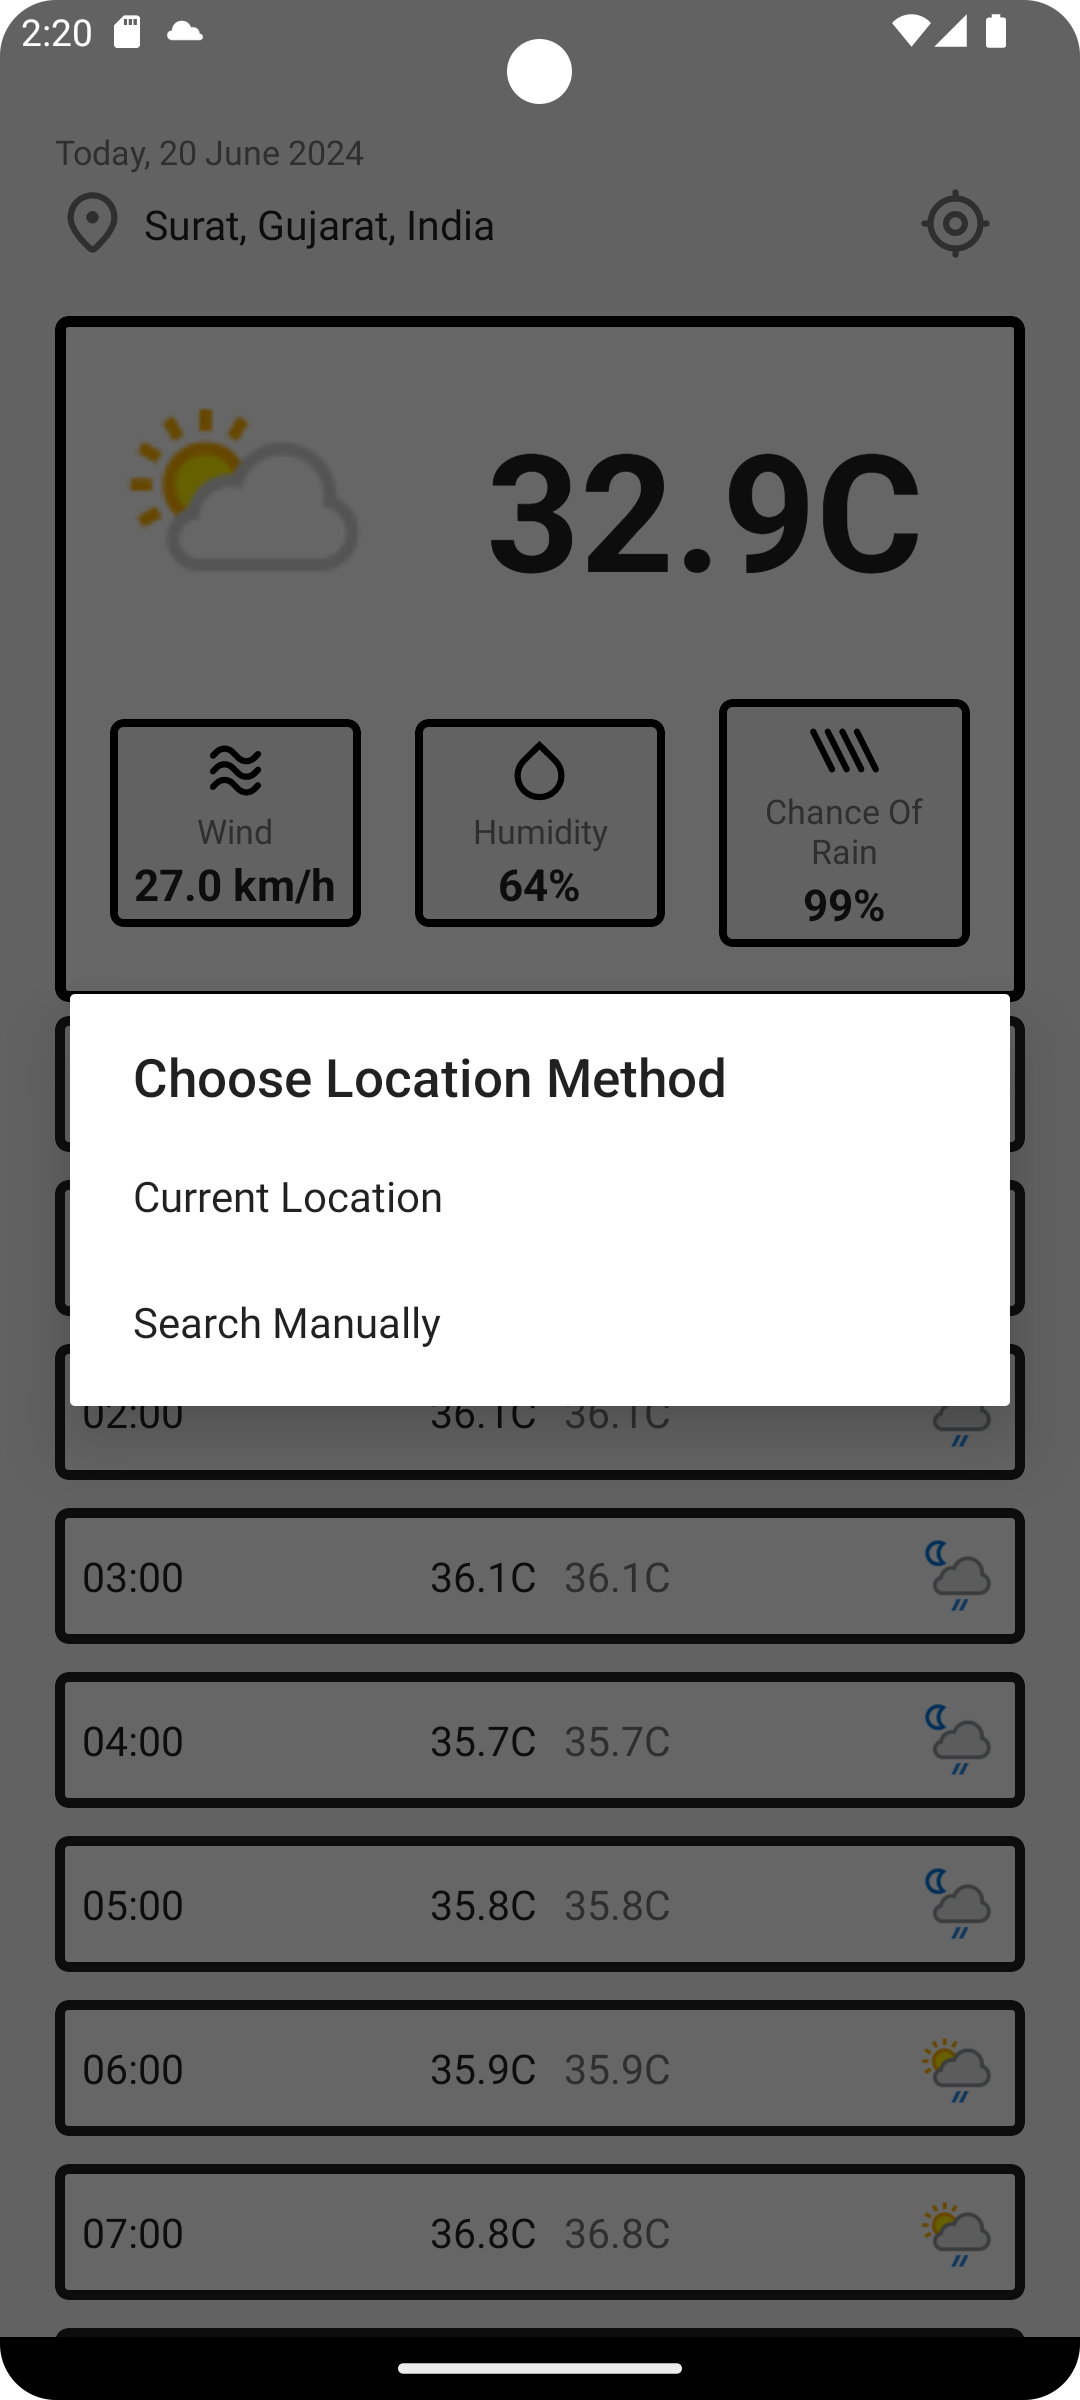 2:20
Today, 20 June 2024
Surat, Gujarat, India
32.9C
Wind
27.0 km/h
Humidity
64%
Chance Of
Rain
99%
Choose Location Method
Current Location
Search Manually
02:00 36.1C 36.1C
03:00 36.1C 36.1C
04:00 35.7C 35.7C
05:00 35.8C 35.8C
06:00 35.9C 35.9C
07:00 36.8C 36.8C